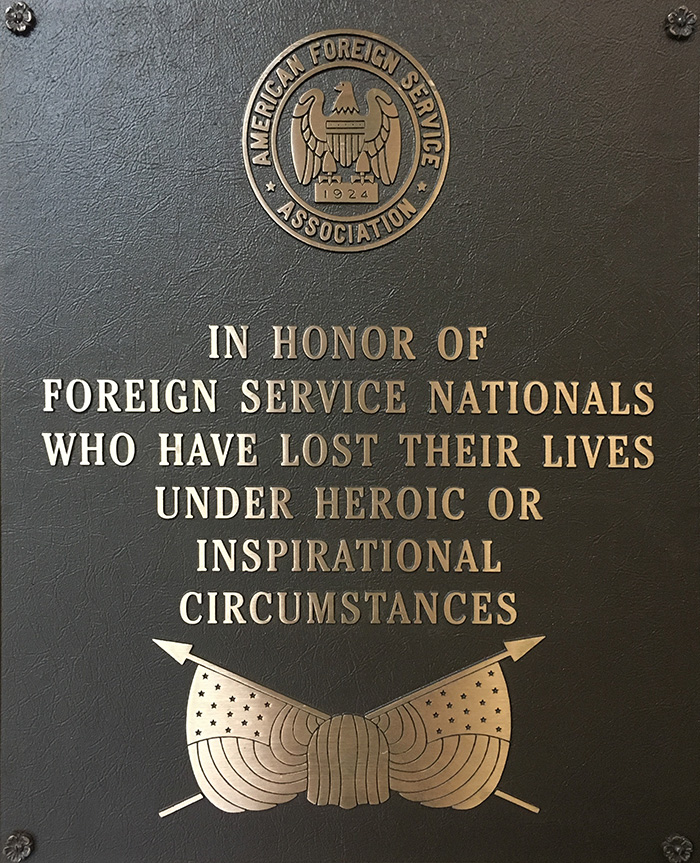 AMERICAN FOREIGN SERVICE
1924
ASSOCIATION
IN HONOR OF
FOREIGN SERVICE NATIONALS
WHO HAVE LOST THEIR LIVES
UNDER HEROIC OR
INSPIRATIONAL
CIRCUMSTANCES